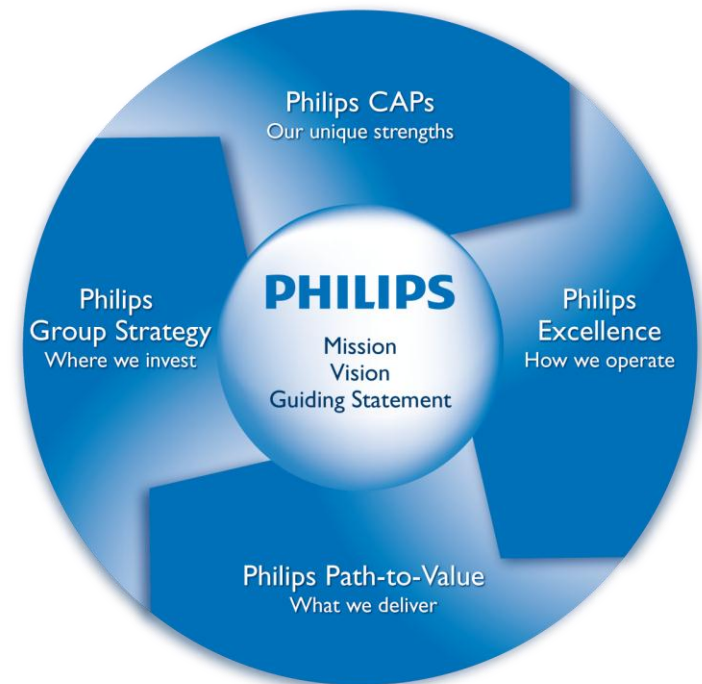 Philips CAPs
Our unique strengths
Philips
Group Strategy
Where we invest
PHILIPS
Mission
Vision
Guiding Statement
Philips
Excellence
How we operate
Philips Path-to-Value
What we deliver